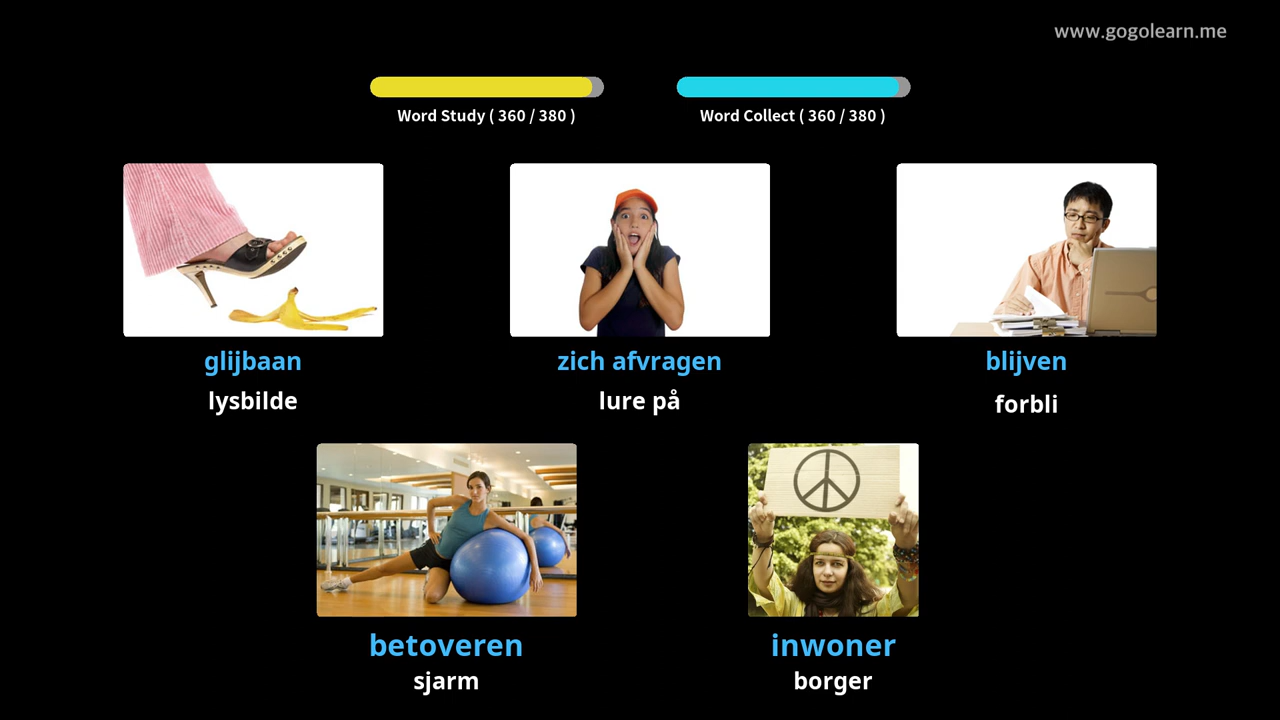 www.gogolearn.me
Word Study ( 360 / 380 )
Word Collect ( 360 / 380 )
glijbaan
lysbilde
zich afvragen
lure på
blijven
forbli
betoveren
sjarm
inwoner
borger